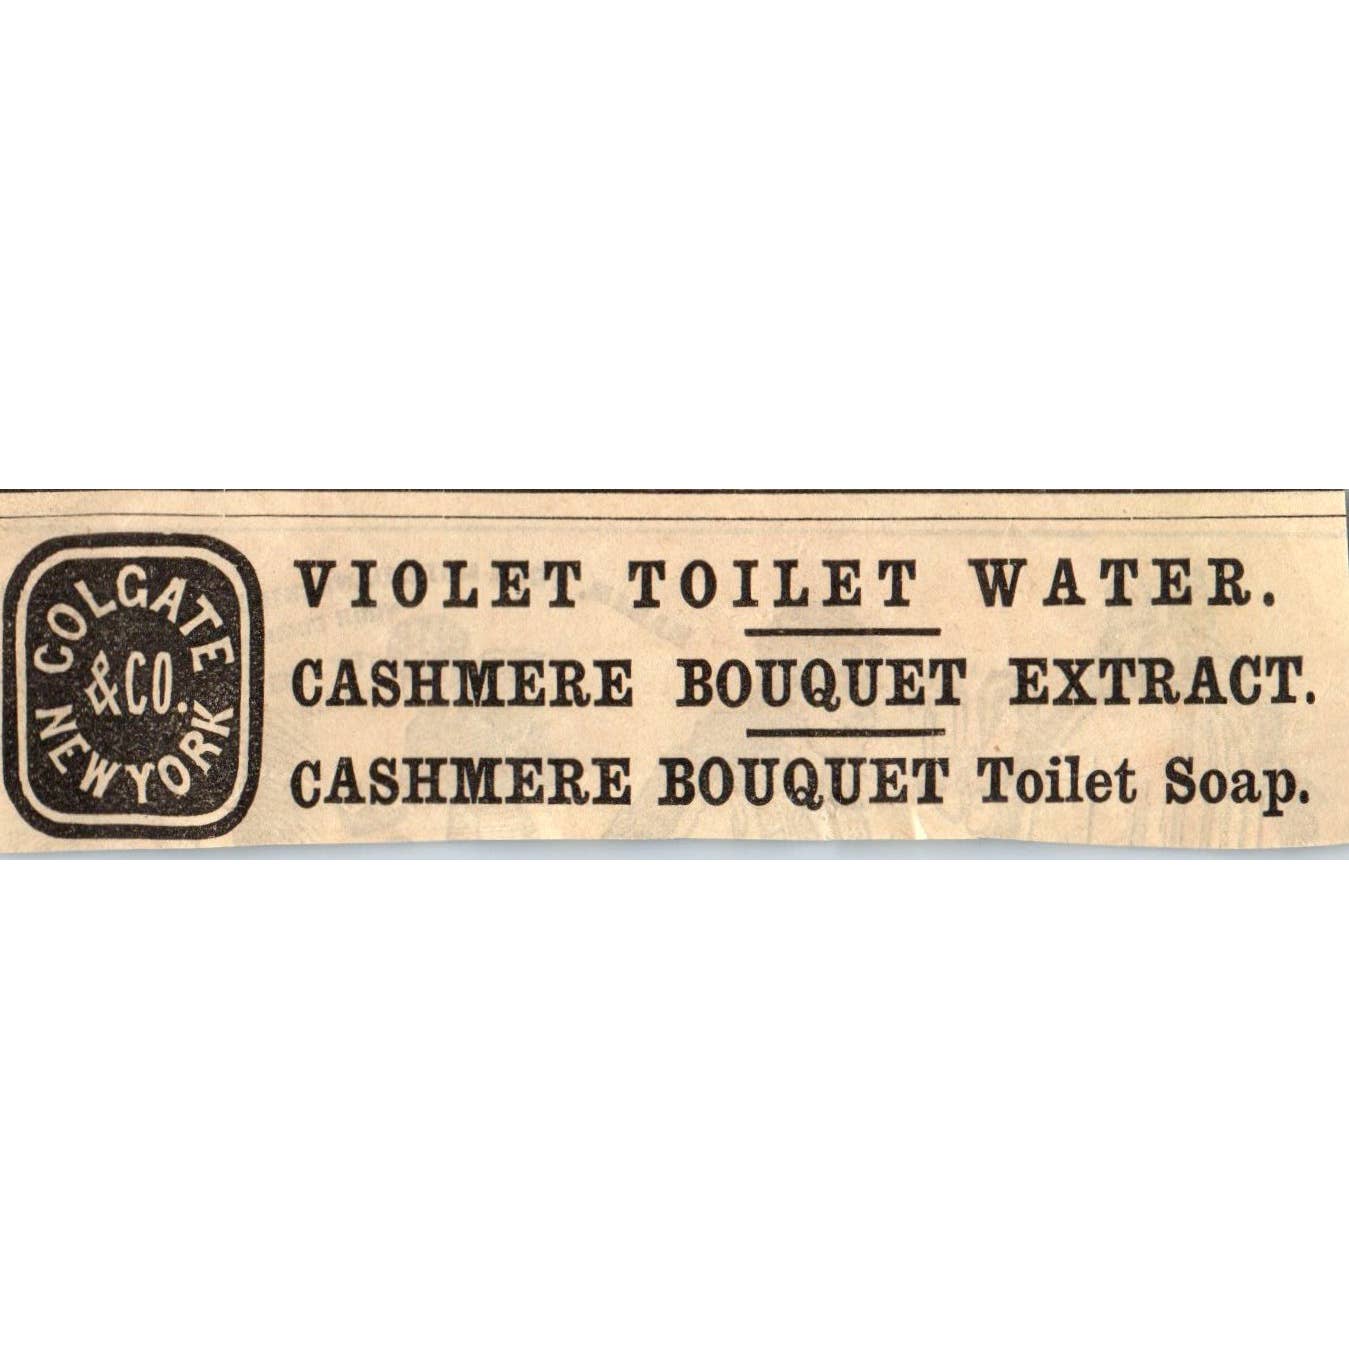 COLGATE
& CO.
NEW YORK
VIOLET TOILET WATER.
CASHMERE BOUQUET EXTRACT.
CASHMERE BOUQUET Toilet Soap.